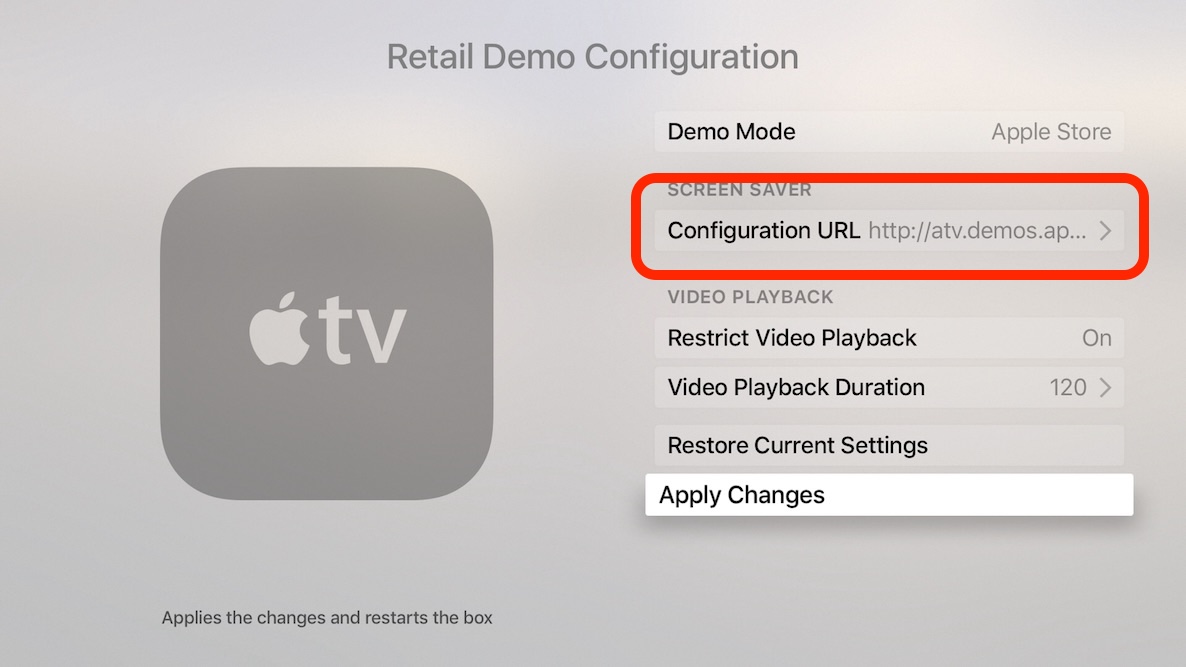 Retail Demo Configuration
Demo Mode Apple Store
SCREEN SAVER
Configuration URL http://atv.demos.ap...
VIDEO PLAYBACK
Restrict Video Playback On
Video Playback Duration 120
Restore Current Settings
Apply Changes
tv
Applies the changes and restarts the box